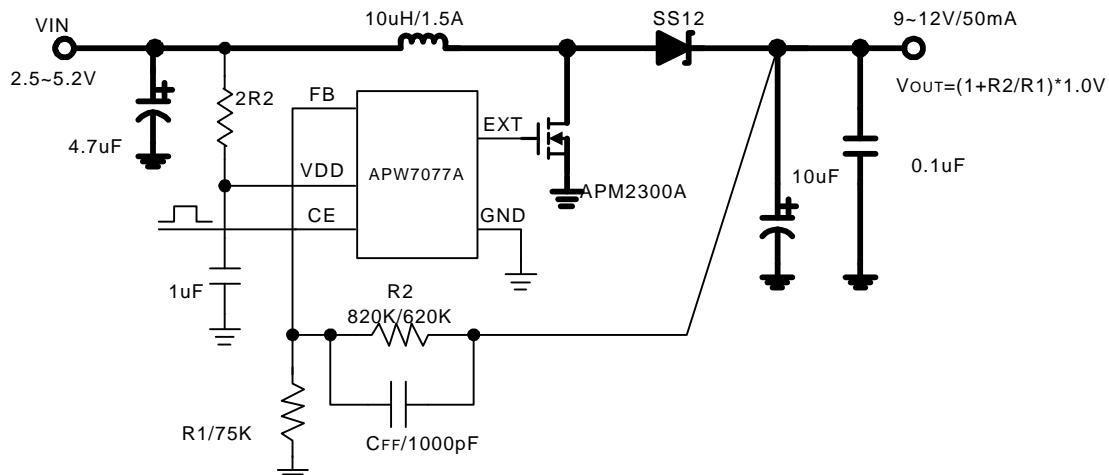 VIN
10uH/1.5A
SS12
9~12V/50mA
2.5~5.2V
VOUT=(1+R2/R1)*1.0V
2R2
FB
EXT
4.7uF
VDD
APW7077A
10uF
0.1uF
APM2300A
CE
GND
1uF
R2
820K/620K
R1/75K
CFF/1000pF